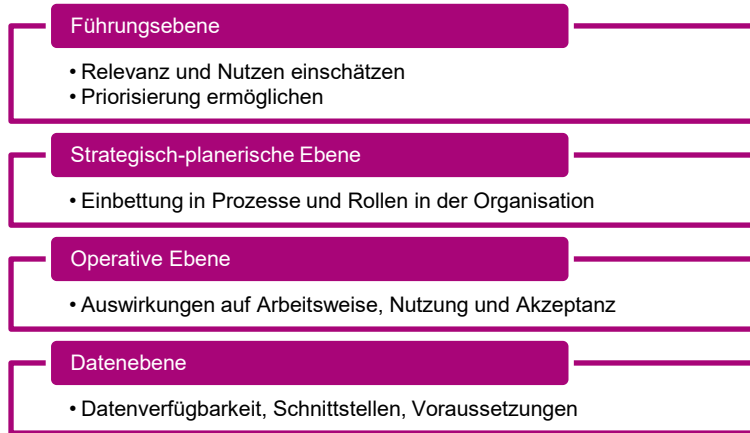 Führungsebene
• Relevanz und Nutzen einschätzen
• Priorisierung ermöglichen
Strategisch-planerische Ebene
• Einbettung in Prozesse und Rollen in der Organisation
Operative Ebene
• Auswirkungen auf Arbeitsweise, Nutzung und Akzeptanz
Datenebene
• Datenverfügbarkeit, Schnittstellen, Voraussetzungen